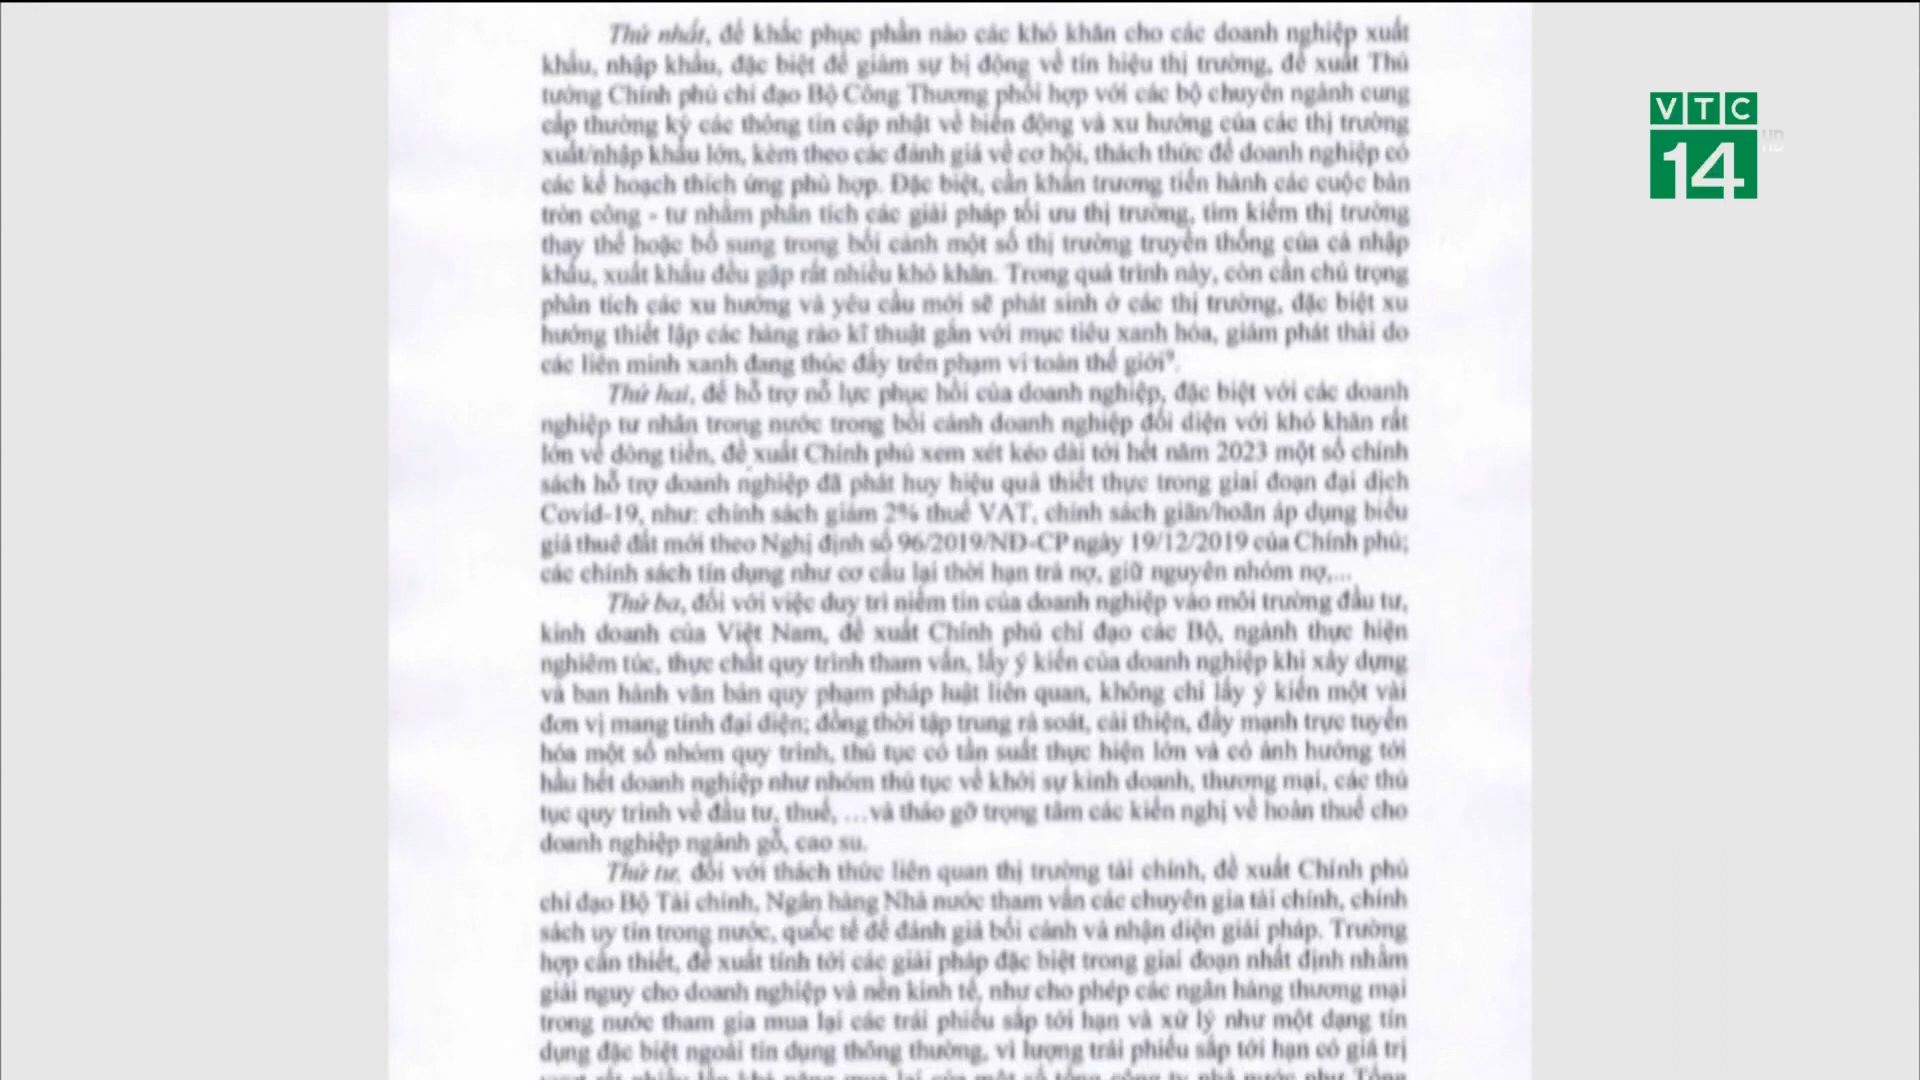 Thứ nhất, để khắc phục phần nào các khó khăn cho các doanh nghiệp xuất
khẩu, nhập khẩu, đặc biệt để giảm sự bị động về tín hiệu thị trường, đề xuất Thủ
tướng Chính phủ chỉ đạo Bộ Công Thương phối hợp với các bộ chuyên ngành cung
cấp thường kỳ các thông tin cập nhật về biến động và xu hướng của các thị trường
xuất/nhập khẩu lớn, kèm theo các đánh giá về cơ hội, thách thức để doanh nghiệp có
các kế hoạch thích ứng phù hợp. Đặc biệt, cần khẩn trương tiến hành các cuộc bàn
tròn công - tư nhằm phân tích các giải pháp tối ưu thị trường, tìm kiếm thị trường
thay thế hoặc bổ sung trong bối cảnh một số thị trường truyền thống của cả nhập
khẩu, xuất khẩu đều gặp rất nhiều khó khăn. Trong quá trình này, còn cần chú trọng
phân tích các xu hướng và yêu cầu mới sẽ phát sinh ở các thị trường, đặc biệt xu
hướng thiết lập các hàng rào kĩ thuật gắn với mục tiêu xanh hóa, giảm phát thải do
các liên minh xanh đang thúc đẩy trên phạm vi toàn thế giới⁹.
Thứ hai, để hỗ trợ nỗ lực phục hồi của doanh nghiệp, đặc biệt với các doanh
nghiệp tư nhân trong nước trong bối cảnh doanh nghiệp đối diện với khó khăn rất
lớn về dòng tiền, đề xuất Chính phủ xem xét kéo dài tới hết năm 2023 một số chính
sách hỗ trợ doanh nghiệp đã phát huy hiệu quả thiết thực trong giai đoạn đại dịch
Covid-19, như: chính sách giảm 2% thuế VAT, chính sách giãn/hoãn áp dụng biểu
giá thuê đất mới theo Nghị định số 96/2019/NĐ-CP ngày 19/12/2019 của Chính phủ;
các chính sách tín dụng như cơ cấu lại thời hạn trả nợ, giữ nguyên nhóm nợ,...
Thứ ba, đối với việc duy trì niềm tin của doanh nghiệp vào môi trường đầu tư,
kinh doanh của Việt Nam, đề xuất Chính phủ chỉ đạo các Bộ, ngành thực hiện
nghiêm túc, thực chất quy trình tham vấn, lấy ý kiến của doanh nghiệp khi xây dựng
và ban hành văn bản quy phạm pháp luật liên quan, không chỉ lấy ý kiến một vài
đơn vị mang tính đại diện; đồng thời tập trung rà soát, cải thiện, đẩy mạnh trực tuyến
hóa một số nhóm quy trình, thủ tục có tần suất thực hiện lớn và có ảnh hưởng tới
hầu hết doanh nghiệp như nhóm thủ tục về khởi sự kinh doanh, thương mại, các thủ
tục quy trình về đầu tư, thuế, …và tháo gỡ trọng tâm các kiến nghị về hoàn thuế cho
doanh nghiệp ngành gỗ, cao su.
Thứ tư, đối với thách thức liên quan thị trường tài chính, đề xuất Chính phủ
chỉ đạo Bộ Tài chính, Ngân hàng Nhà nước tham vấn các chuyên gia tài chính, chính
sách uy tín trong nước, quốc tế để đánh giá bối cảnh và nhận diện giải pháp. Trường
hợp cần thiết, đề xuất tính tới các giải pháp đặc biệt trong giai đoạn nhất định nhằm
giải nguy cho doanh nghiệp và nền kinh tế, như cho phép các ngân hàng thương mại
trong nước tham gia mua lại các trái phiếu sắp tới hạn và xử lý như một dạng tín
dụng đặc biệt ngoài tín dụng thông thường, vì lượng trái phiếu sắp tới hạn có giá trị
VTC
14
HD